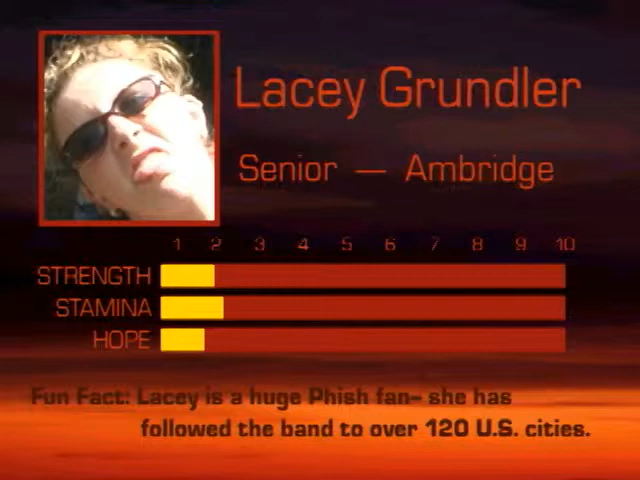 Lacey Grundler
Senior — Ambridge
1 2 3 4 5 6 7 8 9 10
STRENGTH
STAMINA
HOPE
Fun Fact: Lacey is a huge Phish fan– she has
followed the band to over 120 U.S. cities.